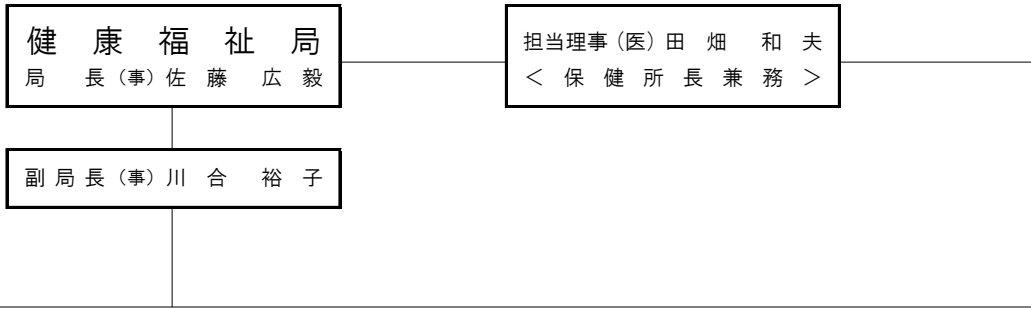 健康福祉局
局長（事）佐藤広毅
担当理事（医）田畑和夫
＜保健所長兼務＞
副局長（事）川合裕子